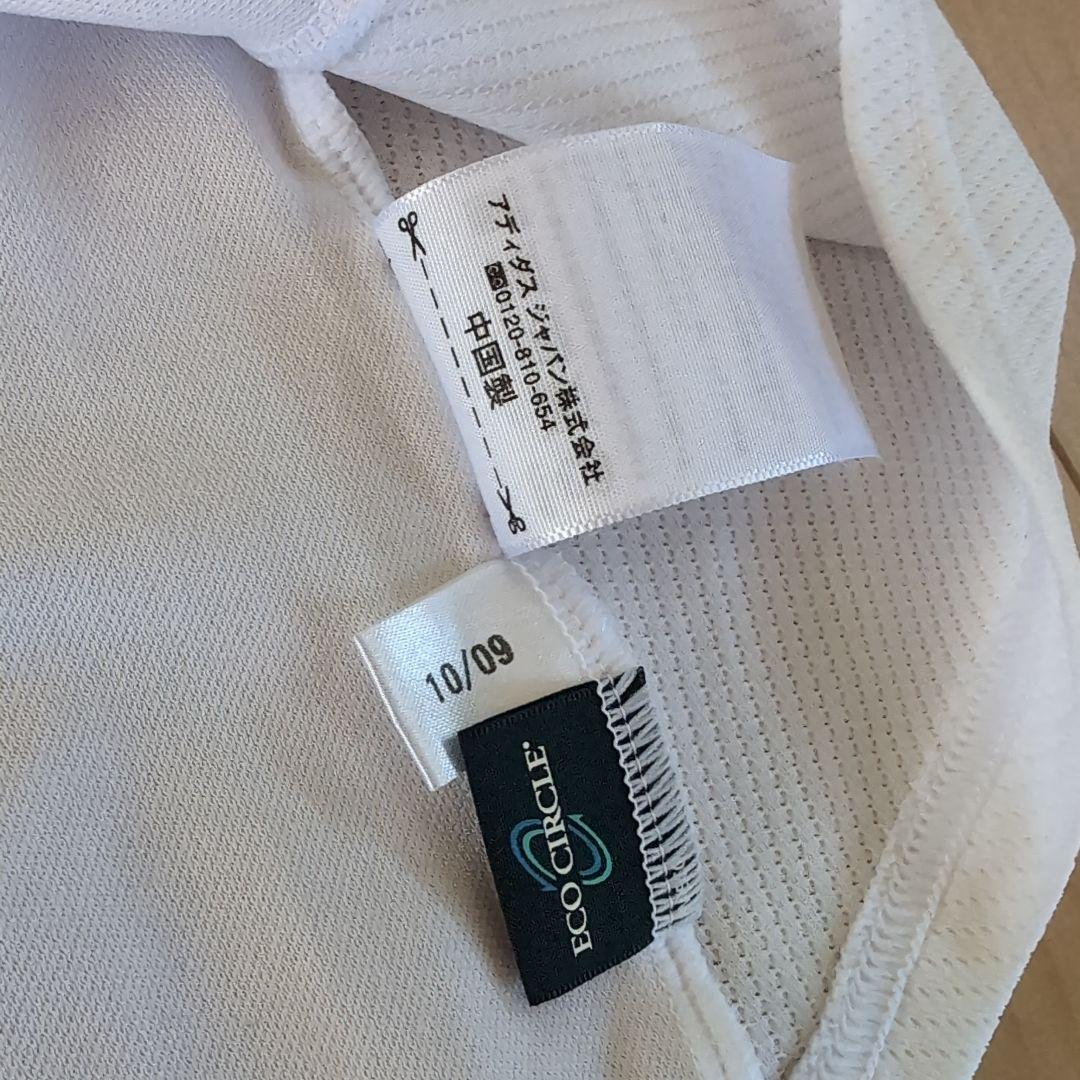 アディダス ジャパン株式会社
0120-810-654
中国製
10/09
ECO CIRCLE